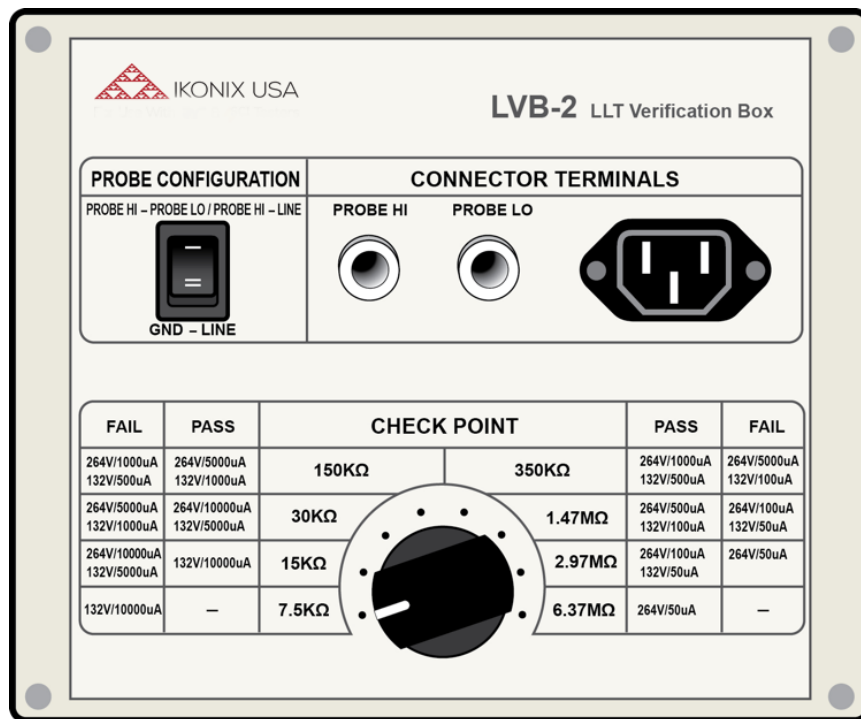 IKONIX USA
LVB-2 LLT Verification Box
PROBE CONFIGURATION
CONNECTOR TERMINALS
PROBE HI – PROBE LO / PROBE HI – LINE
PROBE HI
PROBE LO
GND – LINE
FAIL PASS CHECK POINT PASS FAIL
264V/1000uA 264V/5000uA 150KΩ 350KΩ 264V/1000uA 264V/5000uA
132V/500uA 132V/1000uA 132V/500uA 132V/100uA
264V/5000uA 264V/10000uA 30KΩ 1.47MΩ 264V/500uA 264V/100uA
132V/1000uA 132V/5000uA 132V/100uA 132V/50uA
264V/10000uA 132V/10000uA 15KΩ 2.97MΩ 264V/100uA 264V/50uA
132V/5000uA 132V/50uA
132V/10000uA – 7.5KΩ 6.37MΩ 264V/50uA –